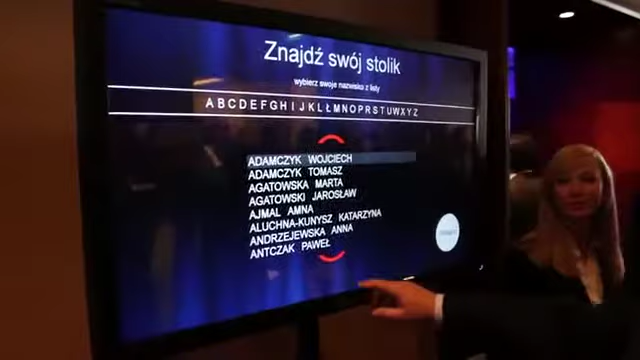 Znajdź swój stolik
wybierz swoje nazwisko z listy
A B C D E F G H I J K L Ł M N O P R S T U W X Y Z
ADAMCZYK WOJCIECH
ADAMCZYK TOMASZ
AGATOWSKA MARTA
AGATOWSKI JAROSŁAW
AJMAL AMNA
ALUCHNA-KUNYSZ KATARZYNA
ANDRZEJEWSKA ANNA
ANTCZAK PAWEŁ